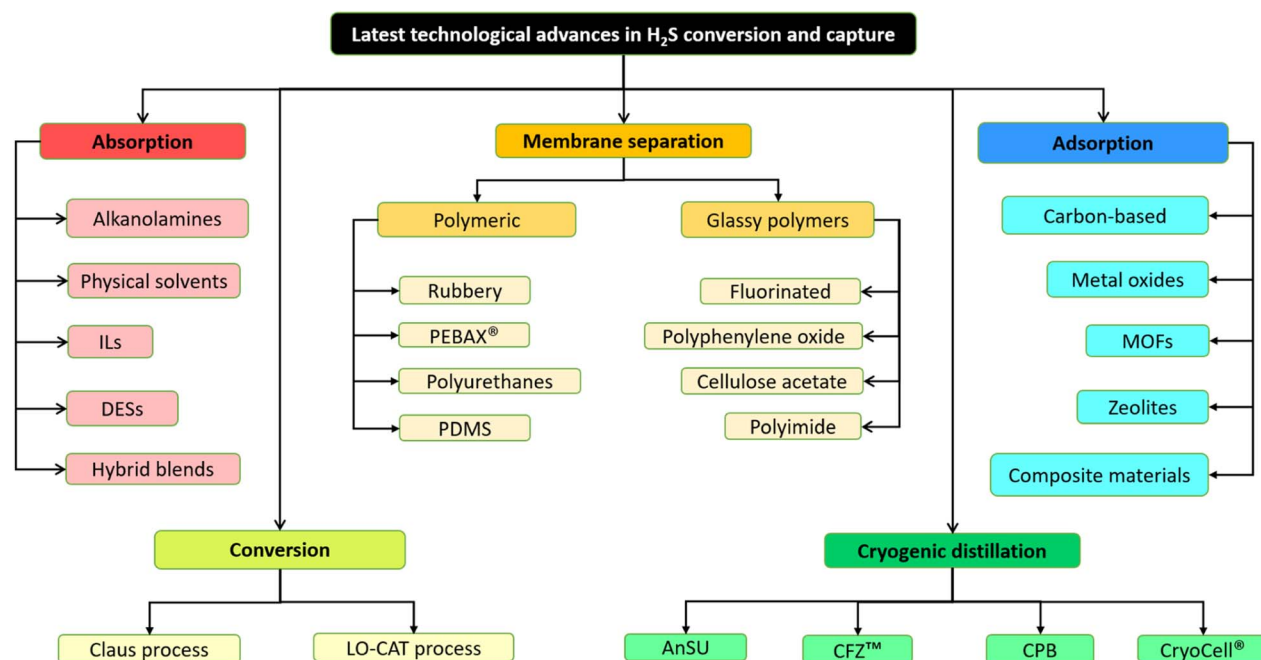 Latest technological advances in H₂S conversion and capture
Absorption
Membrane separation
Adsorption
Alkanolamines
Physical solvents
ILs
DESs
Hybrid blends
Polymeric
Rubbery
PEBAX®
Polyurethanes
PDMS
Glassy polymers
Fluorinated
Polyphenylene oxide
Cellulose acetate
Polyimide
Carbon-based
Metal oxides
MOFs
Zeolites
Composite materials
Conversion
Claus process
LO-CAT process
Cryogenic distillation
AnSU
CFZ™
CPB
CryoCell®